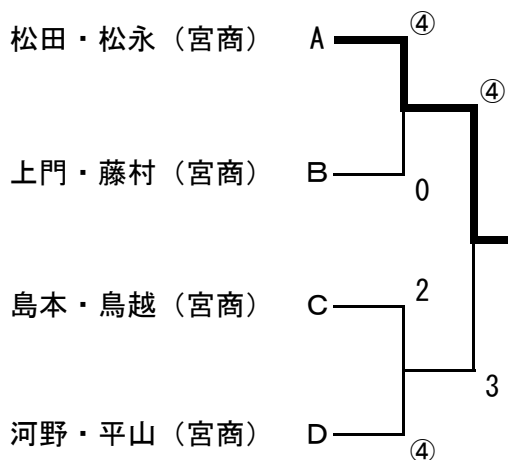 松田・松永（宮商） A ④
④
上門・藤村（宮商） B 0
島本・鳥越（宮商） C 2
3
河野・平山（宮商） D ④